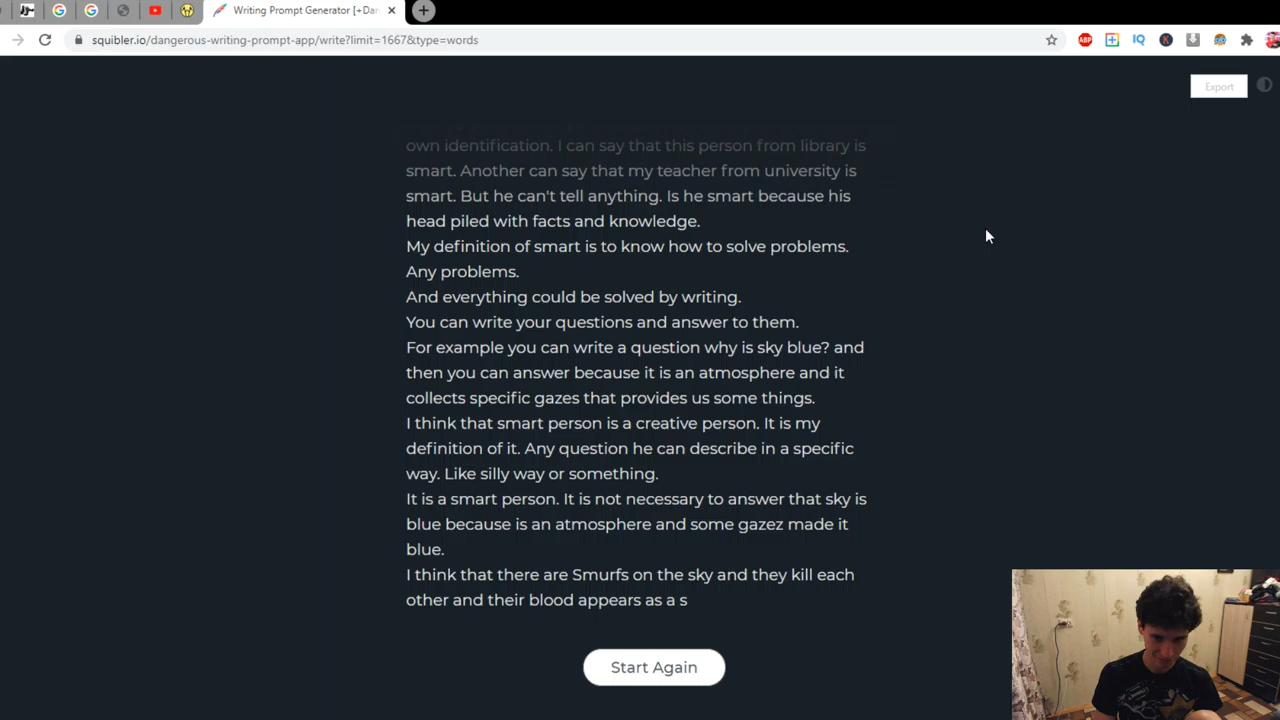 Writing Prompt Generator [+Dan
squibler.io/dangerous-writing-prompt-app/write?limit=1667&type=words
ABP
IQ
K
Export
own identification. I can say that this person from library is
smart. Another can say that my teacher from university is
smart. But he can't tell anything. Is he smart because his
head piled with facts and knowledge.
My definition of smart is to know how to solve problems.
Any problems.
And everything could be solved by writing.
You can write your questions and answer to them.
For example you can write a question why is sky blue? and
then you can answer because it is an atmosphere and it
collects specific gazes that provides us some things.
I think that smart person is a creative person. It is my
definition of it. Any question he can describe in a specific
way. Like silly way or something.
It is a smart person. It is not necessary to answer that sky is
blue because is an atmosphere and some gazez made it
blue.
I think that there are Smurfs on the sky and they kill each
other and their blood appears as a s
Start Again